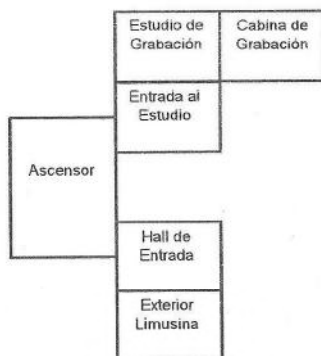 Estudio de
Grabación
Cabina de
Grabación
Entrada al
Estudio
Ascensor
Hall de
Entrada
Exterior
Limusina